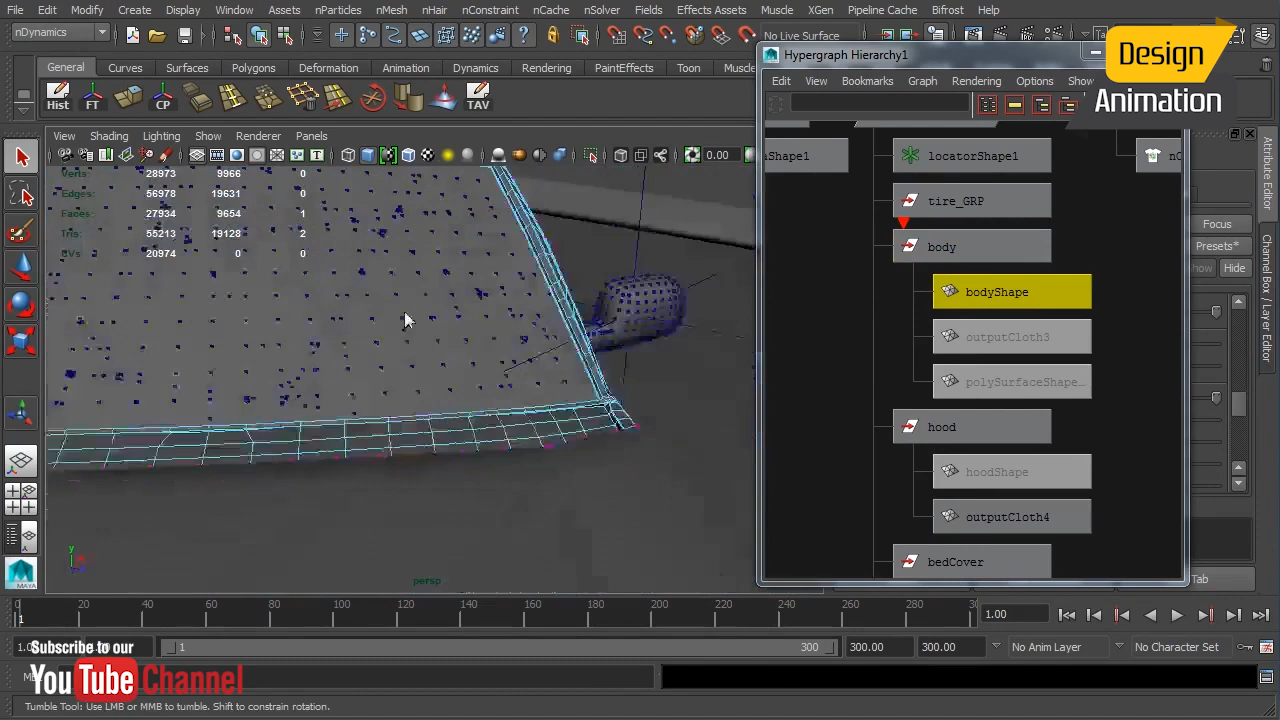 File Edit Modify Create Display Window Assets nParticles nMesh nHair nConstraint nCache nSolver Fields Effects Assets Muscle XGen Pipeline Cache Bifrost Help
nDynamics
No Live Surface
General Curves Surfaces Polygons Deformation Animation Dynamics Rendering PaintEffects Toon Muscle
Hist FT CP TAV
Hypergraph Hierarchy1
Edit View Bookmarks Graph Rendering Options
Design
Animation
View Shading Lighting Show Renderer Panels
0.00
Verts: 28973 9966 0
Edges: 56978 19631 0
Faces: 27934 9654 1
Tris: 55213 19128 2
20974 0 0
locatorShape1
tire_GRP
body
bodyShape
outputCloth3
polySurfaceShape...
hood
hoodShape
outputCloth4
bedCover
Attribute Editor
Channel Box / Layer Editor
Focus
Presets*
Hide
persp
MAYA
0 20 40 60 80 100 120 140 160 180 200 220 240 260 280
1
1.00
1 300
300.00 300.00
No Anim Layer No Character Set
Subscribe to our
YouTube Channel
Tumble Tool: Use LMB or MMB to tumble. Shift to constrain rotation.